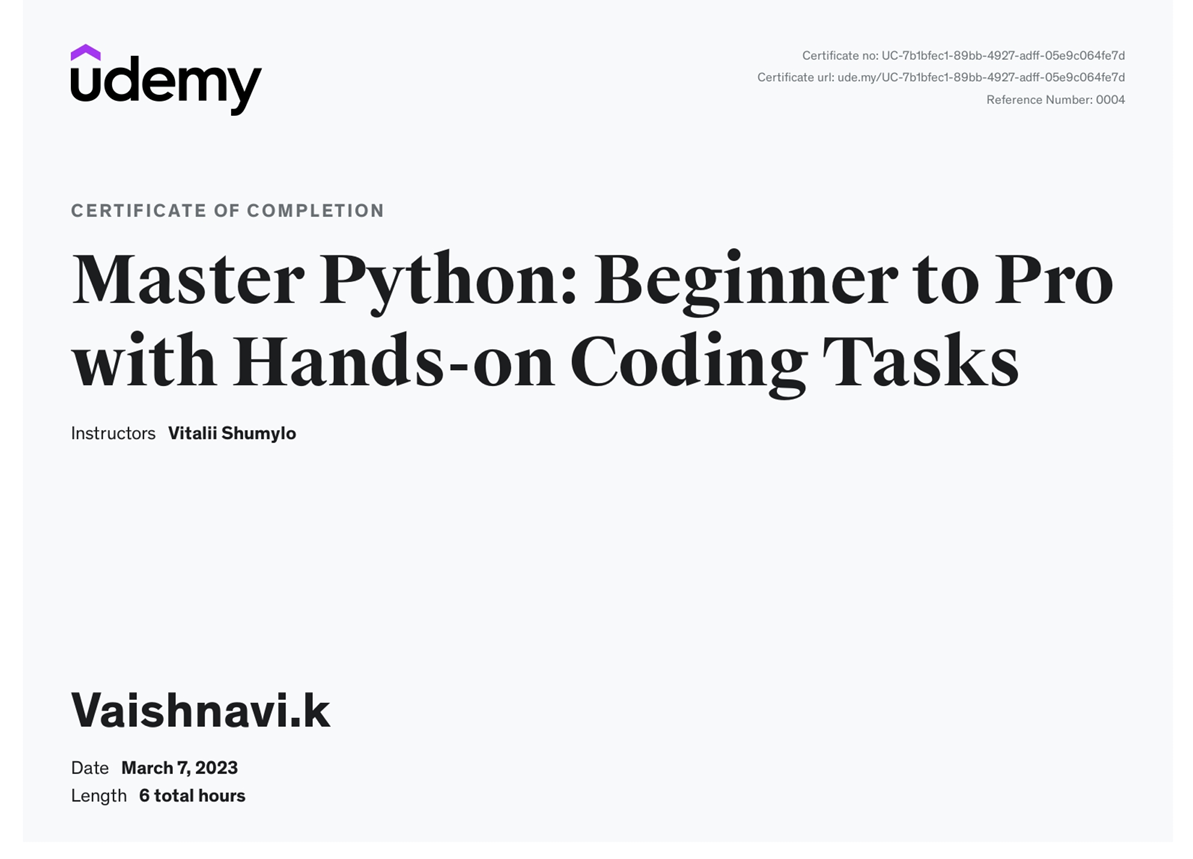 udemy
Certificate no: UC-7b1bfec1-89bb-4927-adff-05e9c064fe7d
Certificate url: ude.my/UC-7b1bfec1-89bb-4927-adff-05e9c064fe7d
Reference Number: 0004
CERTIFICATE OF COMPLETION
Master Python: Beginner to Pro
with Hands-on Coding Tasks
Instructors Vitalii Shumylo
Vaishnavi.k
Date March 7, 2023
Length 6 total hours